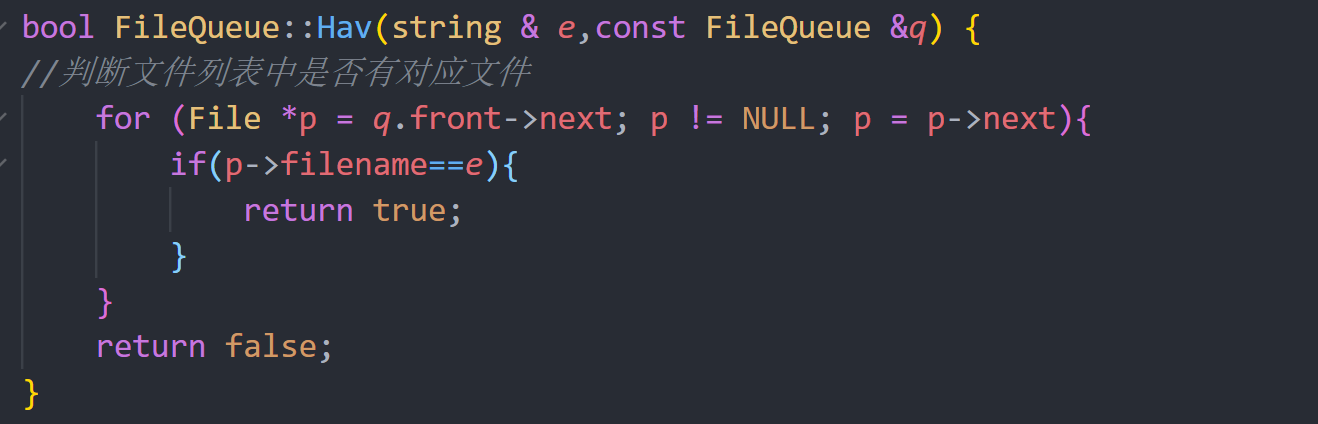 bool FileQueue::Hav(string & e,const FileQueue &q) {
//判断文件列表中是否有对应文件
for (File *p = q.front->next; p != NULL; p = p->next){
if(p->filename==e){
return true;
}
}
return false;
}